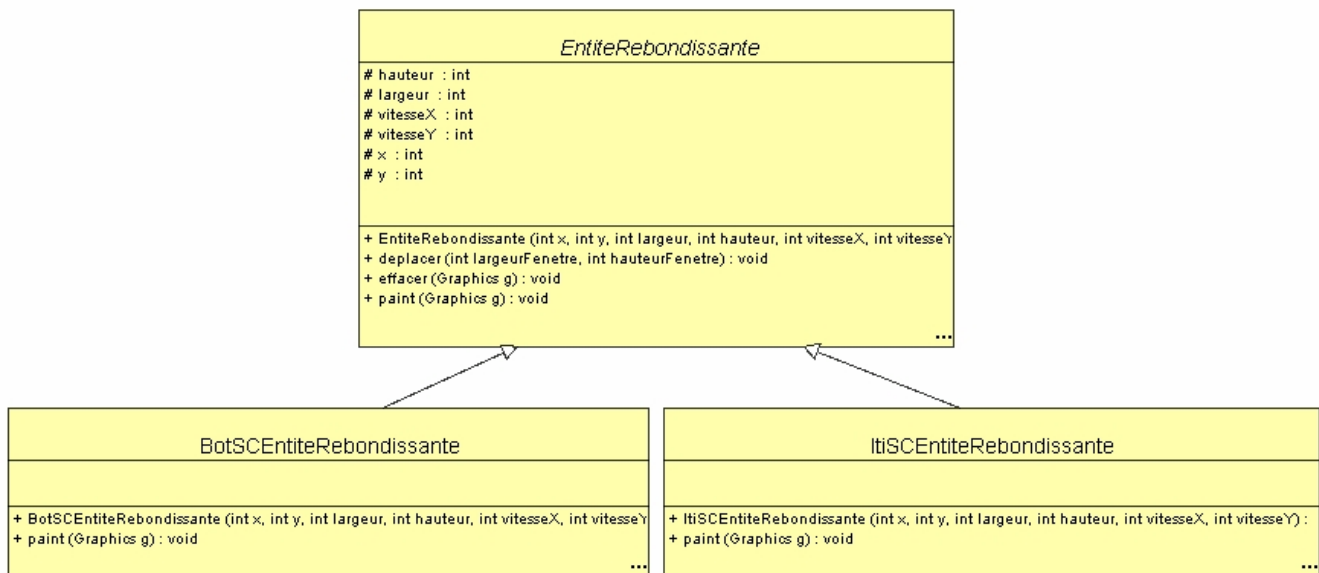 EntiteRebondissante
# hauteur : int
# largeur : int
# vitesseX : int
# vitesseY : int
# x : int
# y : int
+ EntiteRebondissante (int x, int y, int largeur, int hauteur, int vitesseX, int vitesseY
+ deplacer (int largeurFenetre, int hauteurFenetre) : void
+ effacer (Graphics g) : void
+ paint (Graphics g) : void
...
BotSCEntiteRebondissante
+ BotSCEntiteRebondissante (int x, int y, int largeur, int hauteur, int vitesseX, int vitesseY
+ paint (Graphics g) : void
...
ItiSCEntiteRebondissante
+ ItiSCEntiteRebondissante (int x, int y, int largeur, int hauteur, int vitesseX, int vitesseY) :
+ paint (Graphics g) : void
...